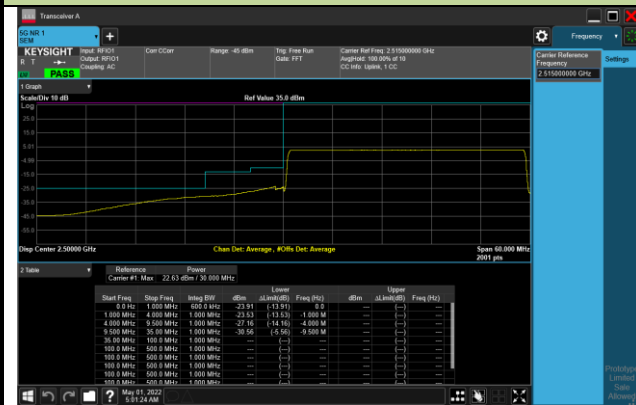 Transceiver A
5G NR 1
SEM
Frequency
KEYSIGHT
R T
PASS
Input: RFIO1
Output: RFIO1
Coupling: AC
Corr CCorr
Range: -45 dBm
Trig: Free Run
Gate: FFT
Carrier Ref Freq: 2.515000000 GHz
Avg|Hold: 100.00% of 10
CC Info: Uplink, 1 CC
Carrier Reference
Frequency
2.515000000 GHz
Settings
1 Graph
Scale/Div 10 dB
Ref Value 35.0 dBm
Log
25.0
15.0
5.01
-4.99
-15.0
-25.0
-35.0
-45.0
-55.0
Disp Center 2.50000 GHz
Chan Det: Average , #Offs Det: Average
Span 60.000 MHz
2001 pts
2 Table
Reference Power
Carrier #1 Max 22.63 dBm / 30.000 MHz
Lower Upper
Start Freq Stop Freq Integ BW dBm ΔLimit(dB) Freq (Hz) dBm ΔLimit(dB) Freq (Hz)
0.0 Hz 1.000 MHz 600.0 kHz -23.91 (-13.91) 0.0 --- (---) ---
1.000 MHz 4.000 MHz 1.000 MHz -23.53 (-13.53) -1.000 M --- (---) ---
4.000 MHz 9.500 MHz 1.000 MHz -27.16 (-14.16) -4.000 M --- (---) ---
9.500 MHz 35.00 MHz 1.000 MHz -30.56 (-5.56) -9.500 M --- (---) ---
35.00 MHz 100.0 MHz 1.000 MHz --- (---) --- --- (---) ---
100.0 MHz 500.0 MHz 1.000 MHz --- (---) --- --- (---) ---
100.0 MHz 500.0 MHz 1.000 MHz --- (---) --- --- (---) ---
100.0 MHz 500.0 MHz 1.000 MHz --- (---) --- --- (---) ---
100.0 MHz 500.0 MHz 1.000 MHz --- (---) --- --- (---) ---
May 01, 2022
5:01:24 AM
Prototype
Limited
Sale
Allowed